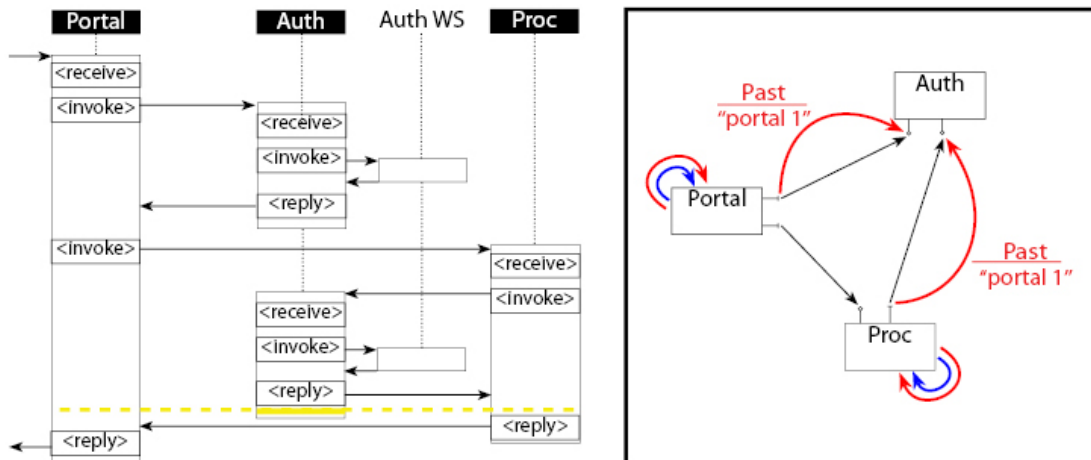 Portal
Auth
Auth WS
Proc
<receive>
<invoke>
<receive>
<invoke>
<reply>
<invoke>
<receive>
<invoke>
<receive>
<invoke>
<reply>
<reply>
<reply>
Past
"portal 1"
Auth
Portal
Past
"portal 1"
Proc